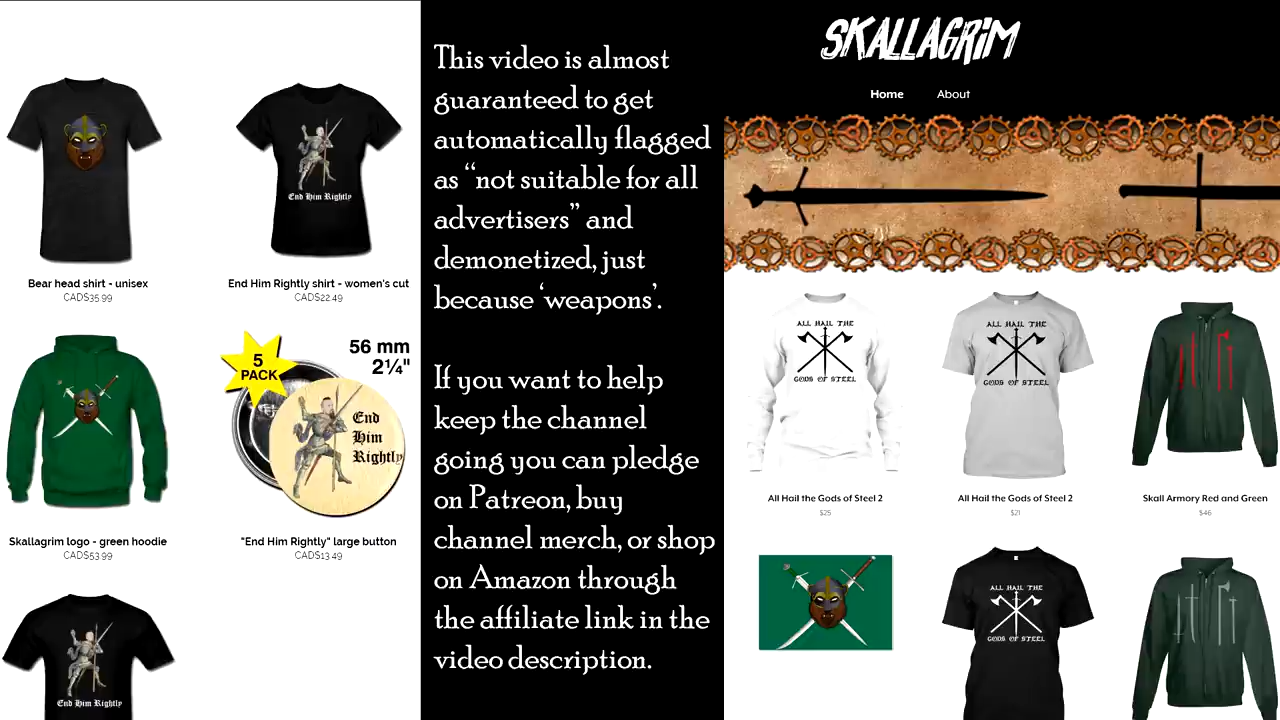 End Him Rightly
Bear head shirt - unisex
CAD$35.99
End Him Rightly shirt - women's cut
CAD$22.49
5
PACK
56 mm
2¼"
End
Him
Rightly
Skallagrim logo - green hoodie
CAD$53.99
"End Him Rightly" large button
CAD$13.49
End Him Rightly
This video is almost
guaranteed to get
automatically flagged
as “not suitable for all
advertisers” and
demonetized, just
because ‘weapons’.
If you want to help
keep the channel
going you can pledge
on Patreon, buy
channel merch, or shop
on Amazon through
the affiliate link in the
video description.
SKALLAGRIM
Home
About
ALL HAIL THE
GODS OF STEEL
ALL HAIL THE
GODS OF STEEL
All Hail the Gods of Steel 2
$25
All Hail the Gods of Steel 2
$21
Skall Armory Red and Green
$46
ALL HAIL THE
GODS OF STEEL